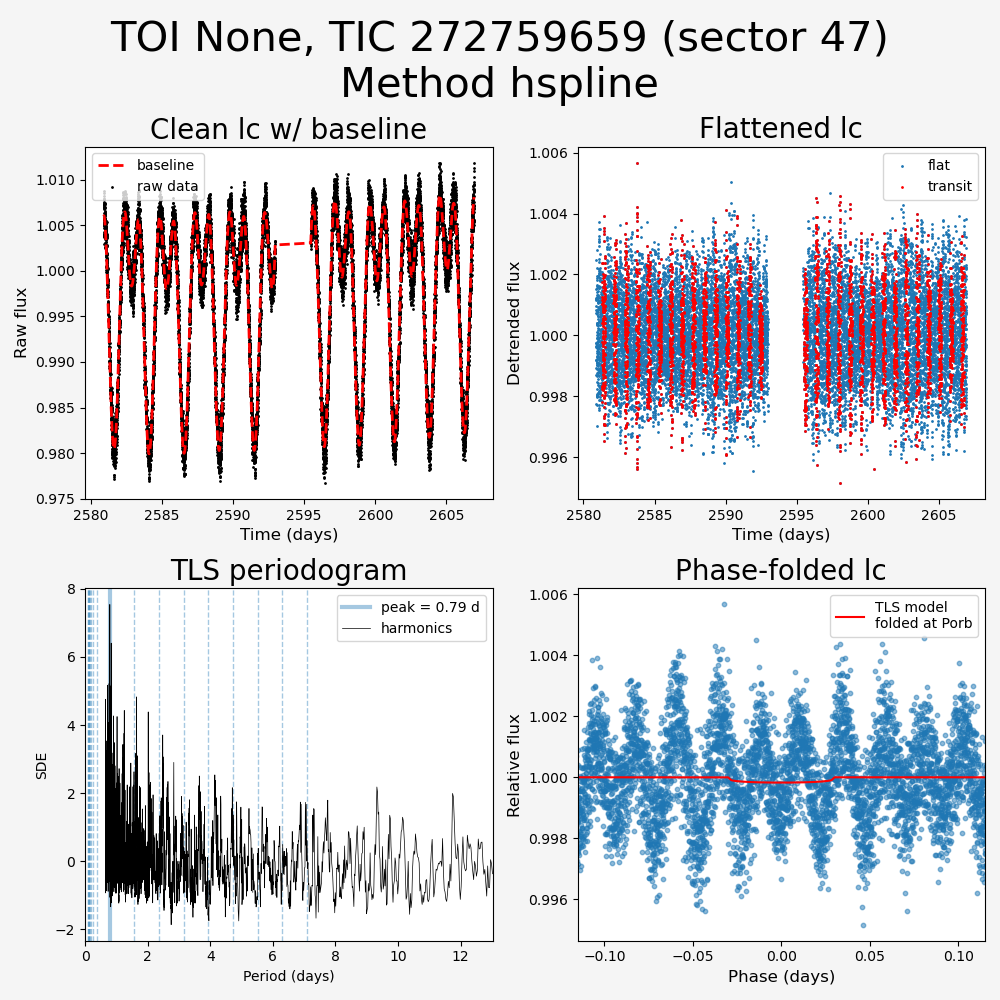 TOI None, TIC 272759659 (sector 47)
Method hspline
Clean lc w/ baseline
baseline
raw data
1.010
1.005
1.000
0.995
0.990
0.985
0.980
0.975
Raw flux
2580 2585 2590 2595 2600 2605
Time (days)
Flattened lc
flat
transit
1.006
1.004
1.002
1.000
0.998
0.996
Detrended flux
2580 2585 2590 2595 2600 2605
Time (days)
TLS periodogram
peak = 0.79 d
harmonics
8
6
4
2
0
−2
SDE
0 2 4 6 8 10 12
Period (days)
Phase-folded lc
TLS model
folded at Porb
1.006
1.004
1.002
1.000
0.998
0.996
Relative flux
−0.10 −0.05 0.00 0.05 0.10
Phase (days)